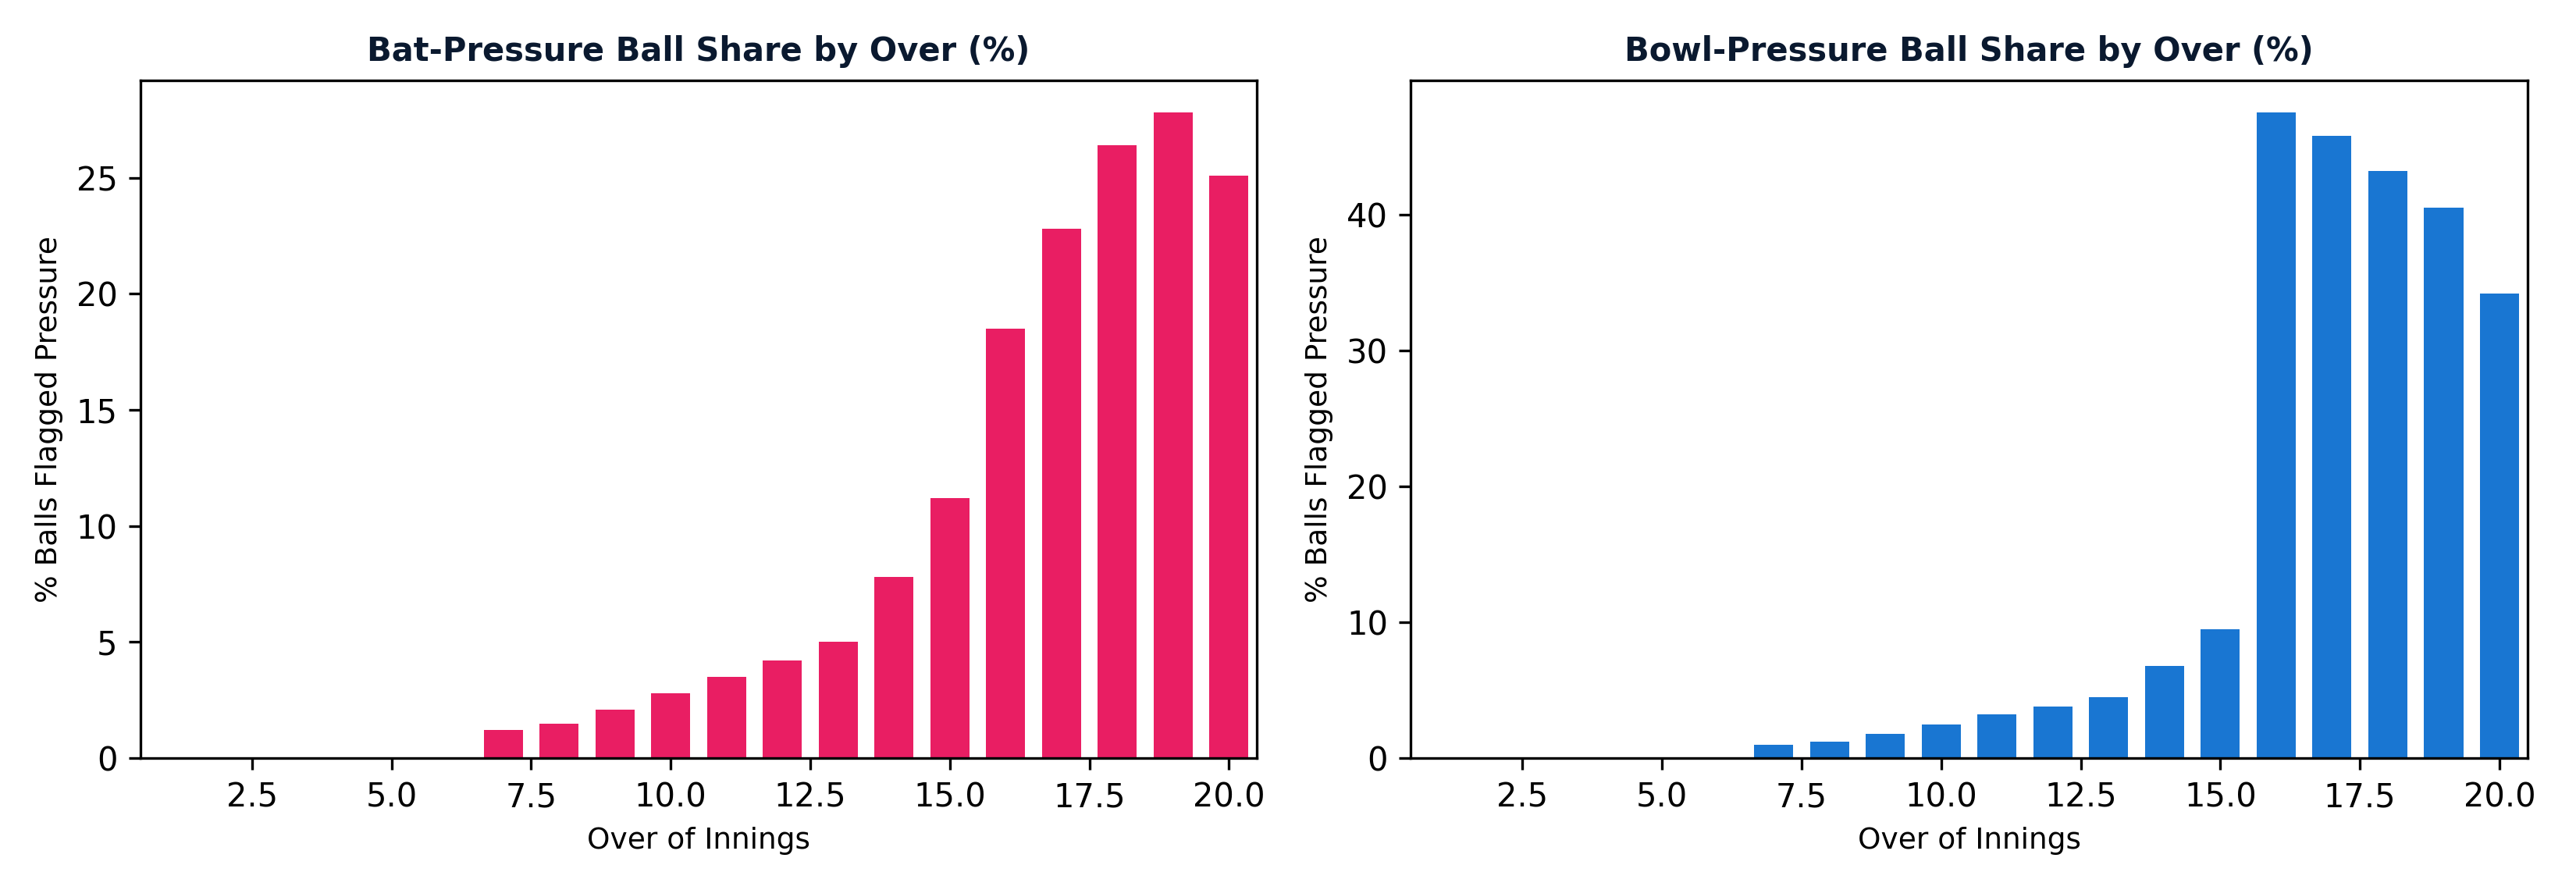 Bat-Pressure Ball Share by Over (%)
% Balls Flagged Pressure
25
20
15
10
5
0
2.5 5.0 7.5 10.0 12.5 15.0 17.5 20.0
Over of Innings
Bowl-Pressure Ball Share by Over (%)
% Balls Flagged Pressure
40
30
20
10
0
2.5 5.0 7.5 10.0 12.5 15.0 17.5 20.0
Over of Innings